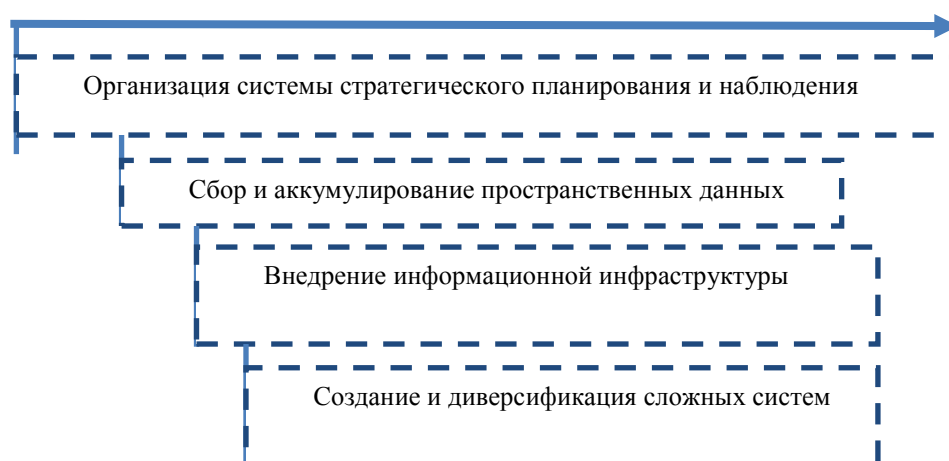 Организация системы стратегического планирования и наблюдения
Сбор и аккумулирование пространственных данных
Внедрение информационной инфраструктуры
Создание и диверсификация сложных систем